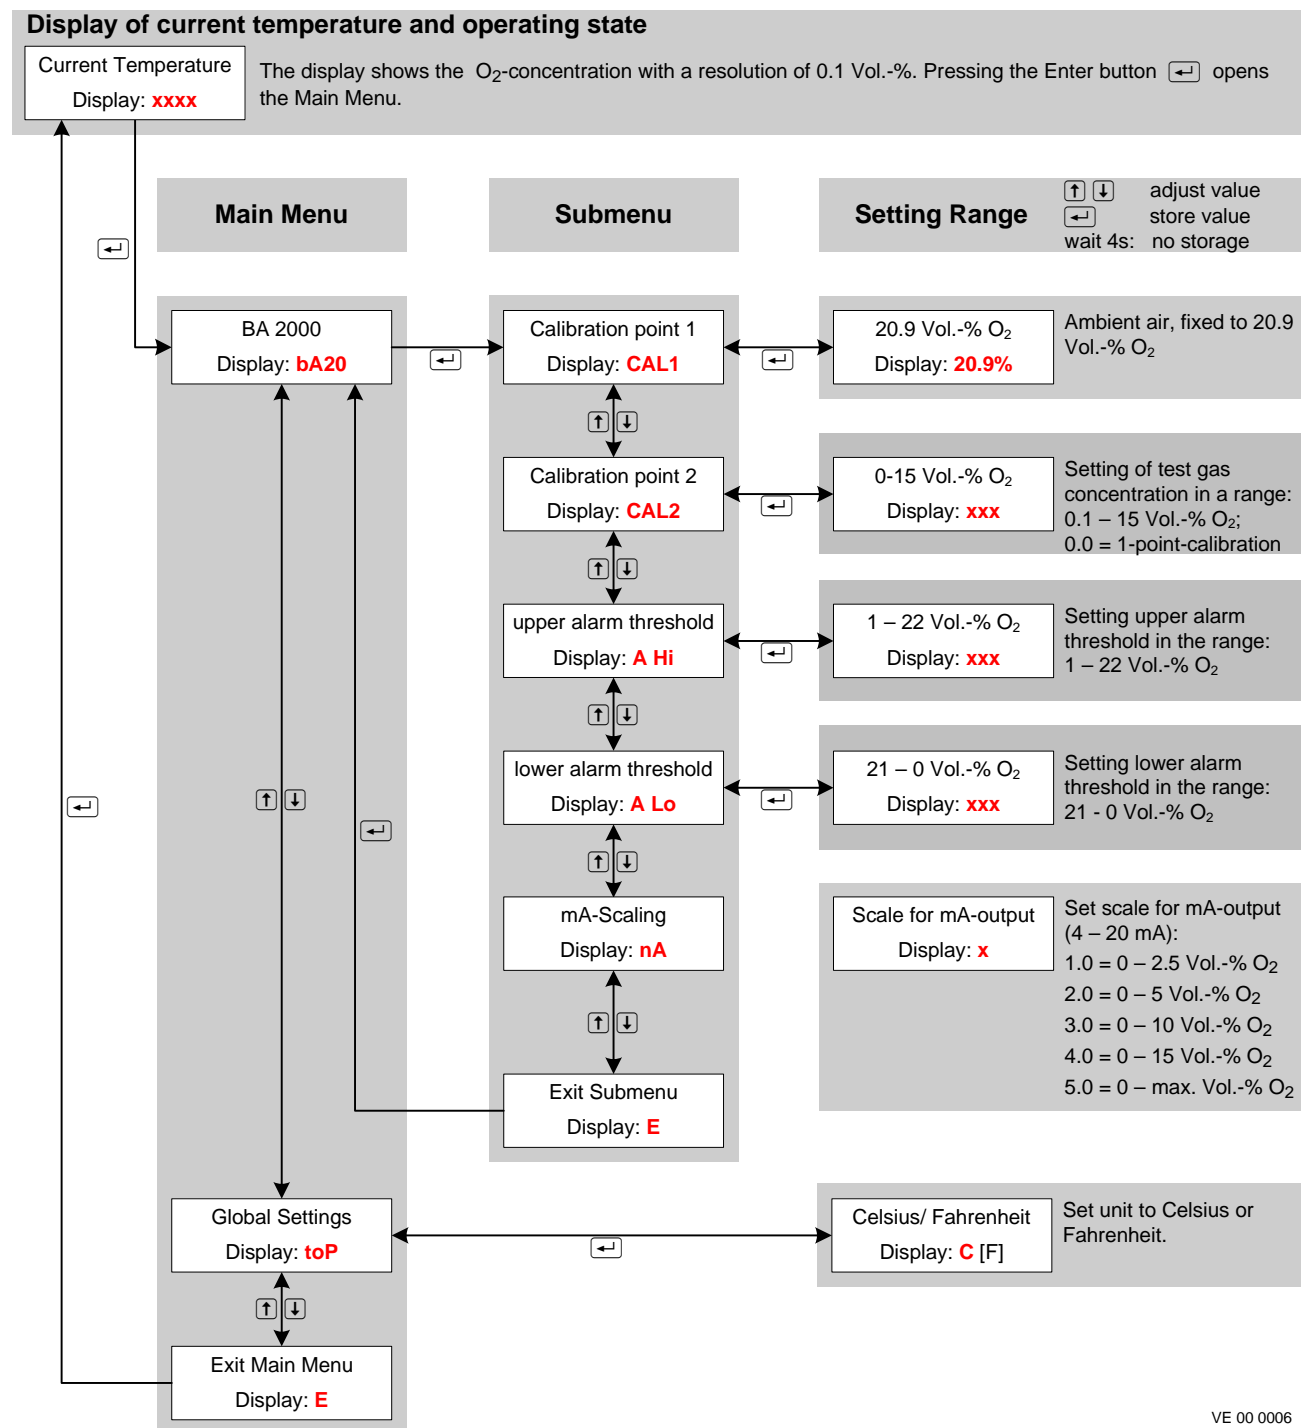 Display of current temperature and operating state
Current Temperature
Display: xxxx
The display shows the O2-concentration with a resolution of 0.1 Vol.-%. Pressing the Enter button opens
the Main Menu.
Main Menu
Submenu
Setting Range
adjust value
store value
wait 4s: no storage
BA 2000
Display: bA20
Calibration point 1
Display: CAL1
20.9 Vol.-% O2
Display: 20.9%
Ambient air, fixed to 20.9
Vol.-% O2
Calibration point 2
Display: CAL2
0-15 Vol.-% O2
Display: xxx
Setting of test gas
concentration in a range:
0.1 – 15 Vol.-% O2;
0.0 = 1-point-calibration
upper alarm threshold
Display: A Hi
1 – 22 Vol.-% O2
Display: xxx
Setting upper alarm
threshold in the range:
1 – 22 Vol.-% O2
lower alarm threshold
Display: A Lo
21 – 0 Vol.-% O2
Display: xxx
Setting lower alarm
threshold in the range:
21 - 0 Vol.-% O2
mA-Scaling
Display: nA
Scale for mA-output
Display: x
Set scale for mA-output
(4 – 20 mA):
1.0 = 0 – 2.5 Vol.-% O2
2.0 = 0 – 5 Vol.-% O2
3.0 = 0 – 10 Vol.-% O2
4.0 = 0 – 15 Vol.-% O2
5.0 = 0 – max. Vol.-% O2
Exit Submenu
Display: E
Global Settings
Display: toP
Celsius/ Fahrenheit
Display: C [F]
Set unit to Celsius or
Fahrenheit.
Exit Main Menu
Display: E
VE 00 0006